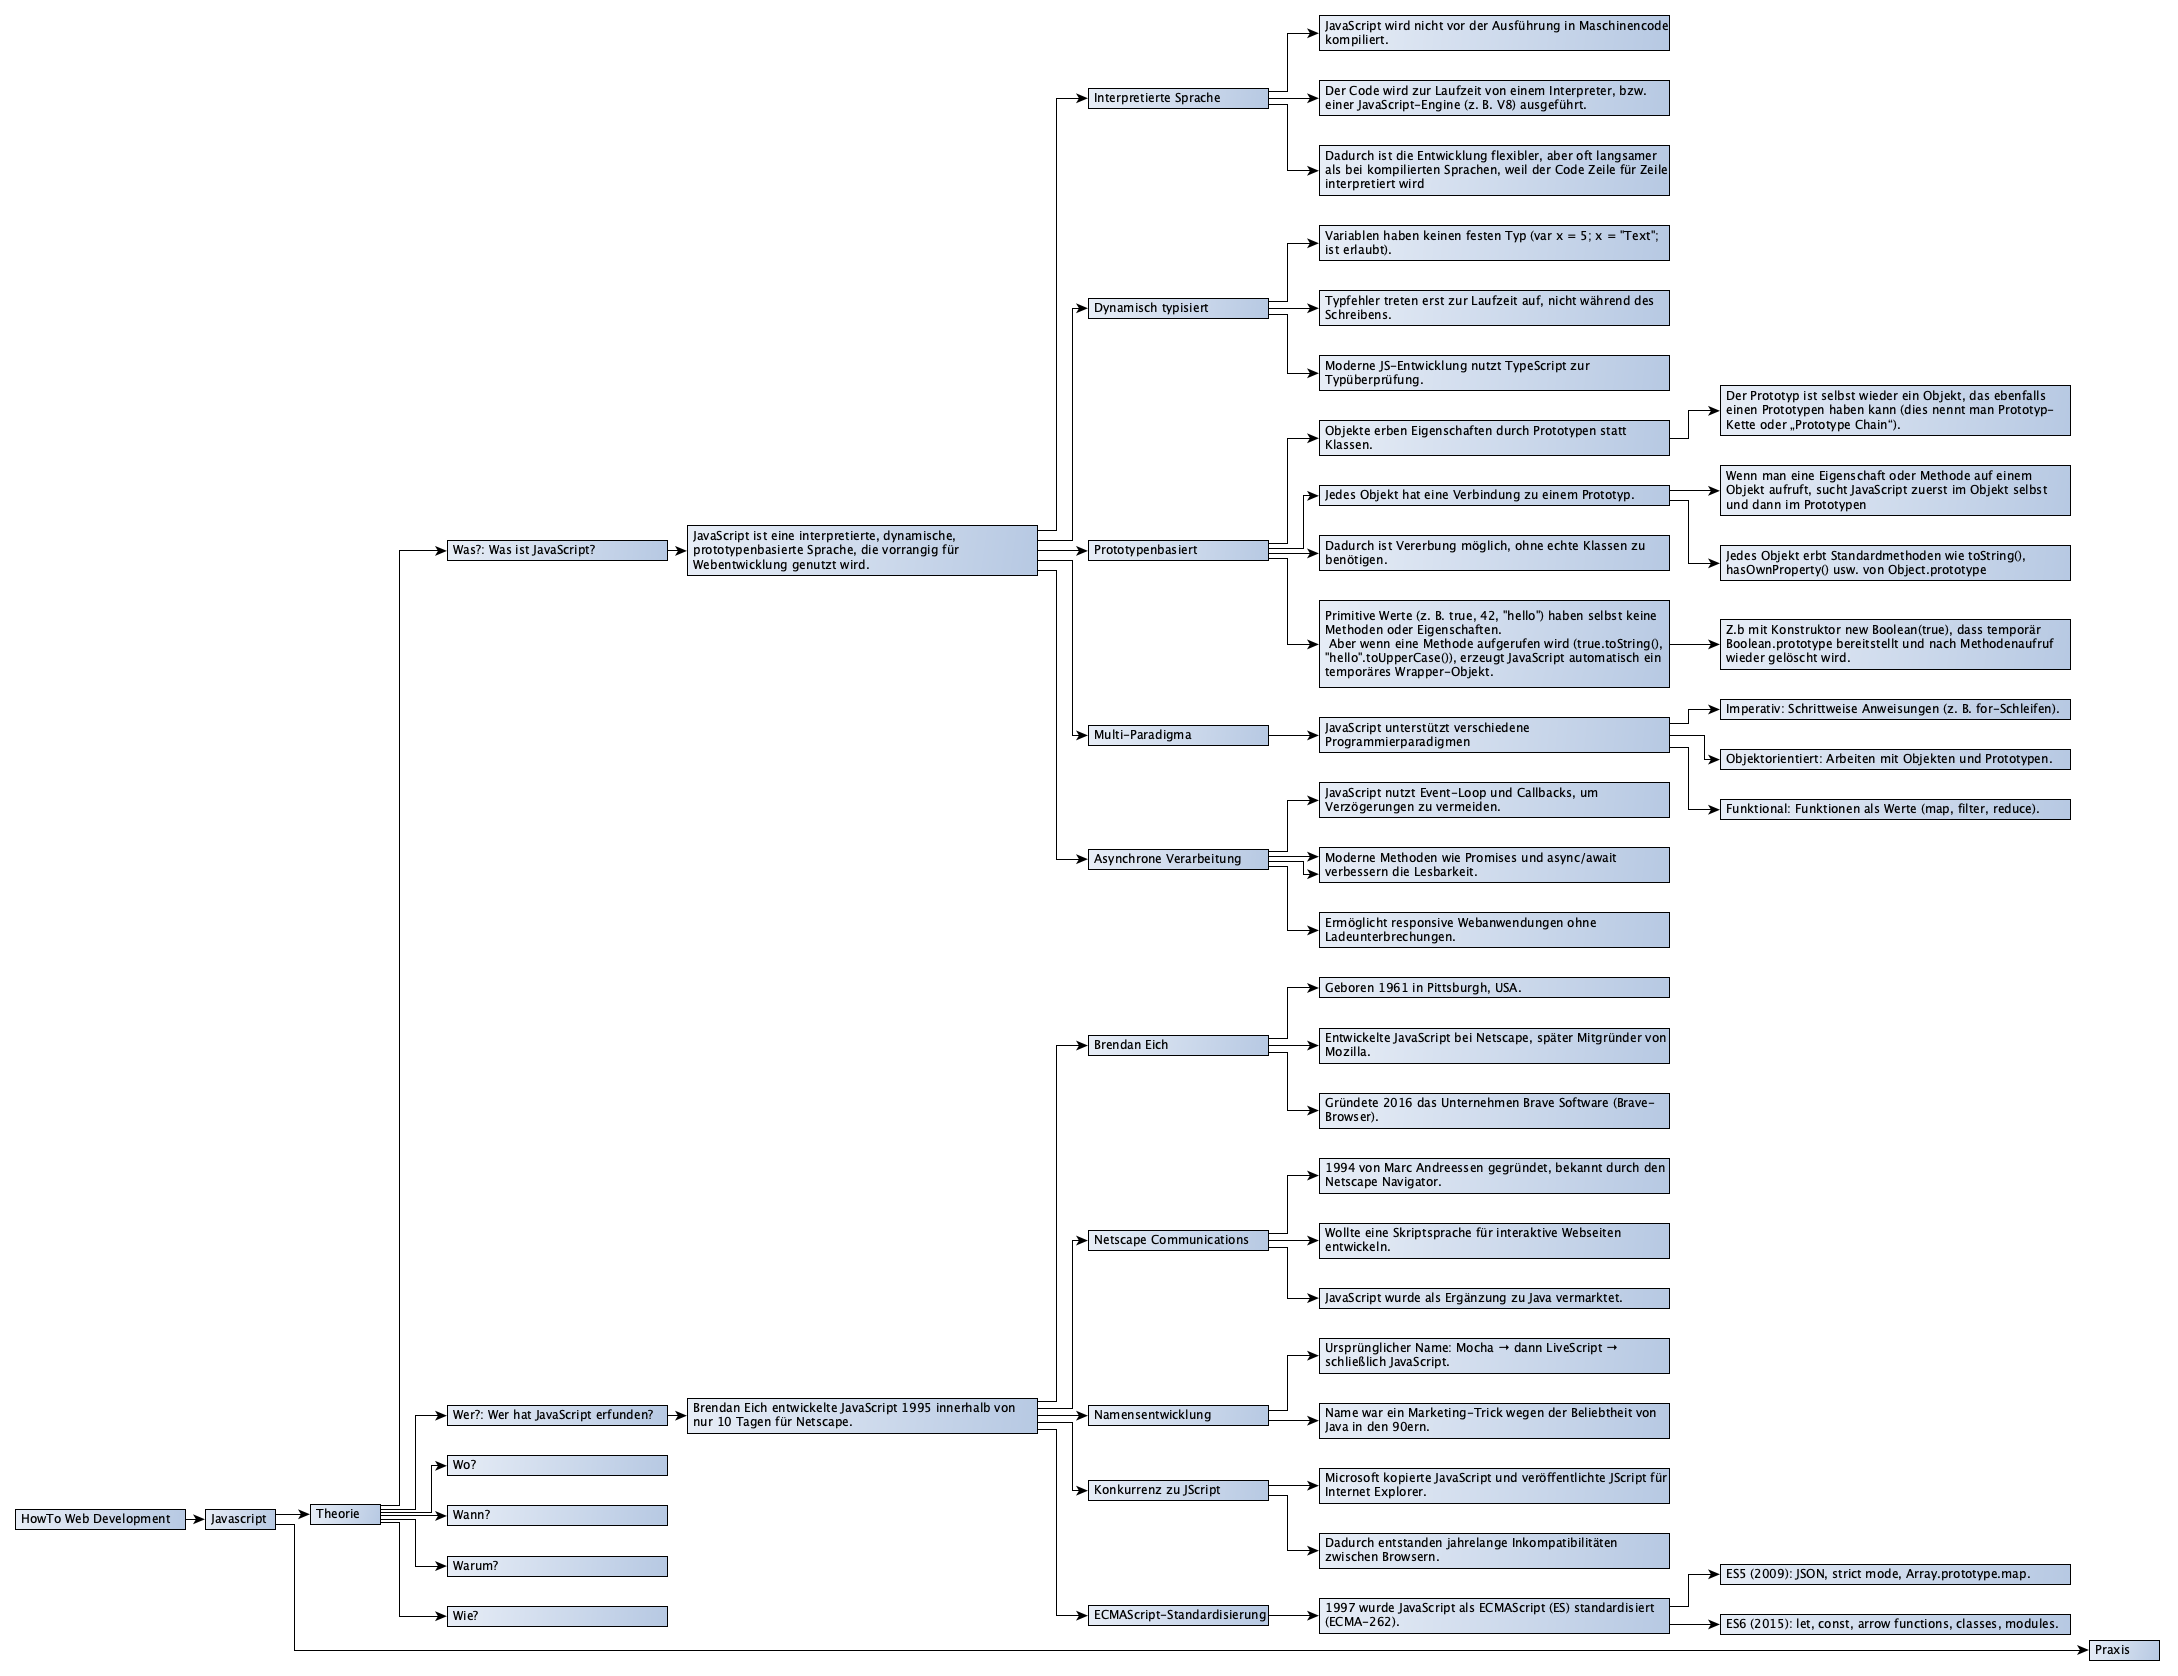 HowTo Web Development
Javascript
Theorie
Was?: Was ist JavaScript?
JavaScript ist eine interpretierte, dynamische,
prototypenbasierte Sprache, die vorrangig für
Webentwicklung genutzt wird.
Interpretierte Sprache
JavaScript wird nicht vor der Ausführung in Maschinencode
kompiliert.
Der Code wird zur Laufzeit von einem Interpreter, bzw.
einer JavaScript-Engine (z. B. V8) ausgeführt.
Dadurch ist die Entwicklung flexibler, aber oft langsamer
als bei kompilierten Sprachen, weil der Code Zeile für Zeile
interpretiert wird
Dynamisch typisiert
Variablen haben keinen festen Typ (var x = 5; x = "Text";
ist erlaubt).
Typfehler treten erst zur Laufzeit auf, nicht während des
Schreibens.
Moderne JS-Entwicklung nutzt TypeScript zur
Typüberprüfung.
Prototypenbasiert
Objekte erben Eigenschaften durch Prototypen statt
Klassen.
Der Prototyp ist selbst wieder ein Objekt, das ebenfalls
einen Prototypen haben kann (dies nennt man Prototyp-
Kette oder „Prototype Chain“).
Jedes Objekt hat eine Verbindung zu einem Prototyp.
Wenn man eine Eigenschaft oder Methode auf einem
Objekt aufruft, sucht JavaScript zuerst im Objekt selbst
und dann im Prototypen
Jedes Objekt erbt Standardmethoden wie toString(),
hasOwnProperty() usw. von Object.prototype
Dadurch ist Vererbung möglich, ohne echte Klassen zu
benötigen.
Primitive Werte (z. B. true, 42, "hello") haben selbst keine
Methoden oder Eigenschaften.
Aber wenn eine Methode aufgerufen wird (true.toString(),
"hello".toUpperCase()), erzeugt JavaScript automatisch ein
temporäres Wrapper-Objekt.
Z.b mit Konstruktor new Boolean(true), dass temporär
Boolean.prototype bereitstellt und nach Methodenaufruf
wieder gelöscht wird.
Multi-Paradigma
JavaScript unterstützt verschiedene
Programmierparadigmen
Imperativ: Schrittweise Anweisungen (z. B. for-Schleifen).
Objektorientiert: Arbeiten mit Objekten und Prototypen.
Funktional: Funktionen als Werte (map, filter, reduce).
Asynchrone Verarbeitung
JavaScript nutzt Event-Loop und Callbacks, um
Verzögerungen zu vermeiden.
Moderne Methoden wie Promises und async/await
verbessern die Lesbarkeit.
Ermöglicht responsive Webanwendungen ohne
Ladeunterbrechungen.
Wer?: Wer hat JavaScript erfunden?
Brendan Eich entwickelte JavaScript 1995 innerhalb von
nur 10 Tagen für Netscape.
Brendan Eich
Geboren 1961 in Pittsburgh, USA.
Entwickelte JavaScript bei Netscape, später Mitgründer von
Mozilla.
Gründete 2016 das Unternehmen Brave Software (Brave-
Browser).
Netscape Communications
1994 von Marc Andreessen gegründet, bekannt durch den
Netscape Navigator.
Wollte eine Skriptsprache für interaktive Webseiten
entwickeln.
JavaScript wurde als Ergänzung zu Java vermarktet.
Namensentwicklung
Ursprünglicher Name: Mocha → dann LiveScript →
schließlich JavaScript.
Name war ein Marketing-Trick wegen der Beliebtheit von
Java in den 90ern.
Konkurrenz zu JScript
Microsoft kopierte JavaScript und veröffentlichte JScript für
Internet Explorer.
Dadurch entstanden jahrelange Inkompatibilitäten
zwischen Browsern.
ECMAScript-Standardisierung
1997 wurde JavaScript als ECMAScript (ES) standardisiert
(ECMA-262).
ES5 (2009): JSON, strict mode, Array.prototype.map.
ES6 (2015): let, const, arrow functions, classes, modules.
Wo?
Wann?
Warum?
Wie?
Praxis